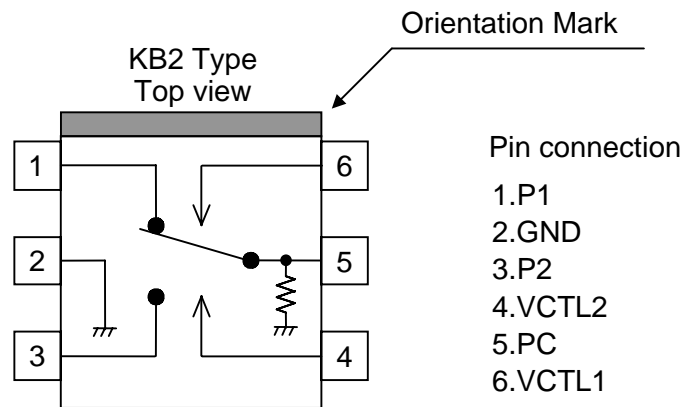 Orientation Mark
KB2 Type
Top view
1
6
2
5
3
4
Pin connection
1.P1
2.GND
3.P2
4.VCTL2
5.PC
6.VCTL1